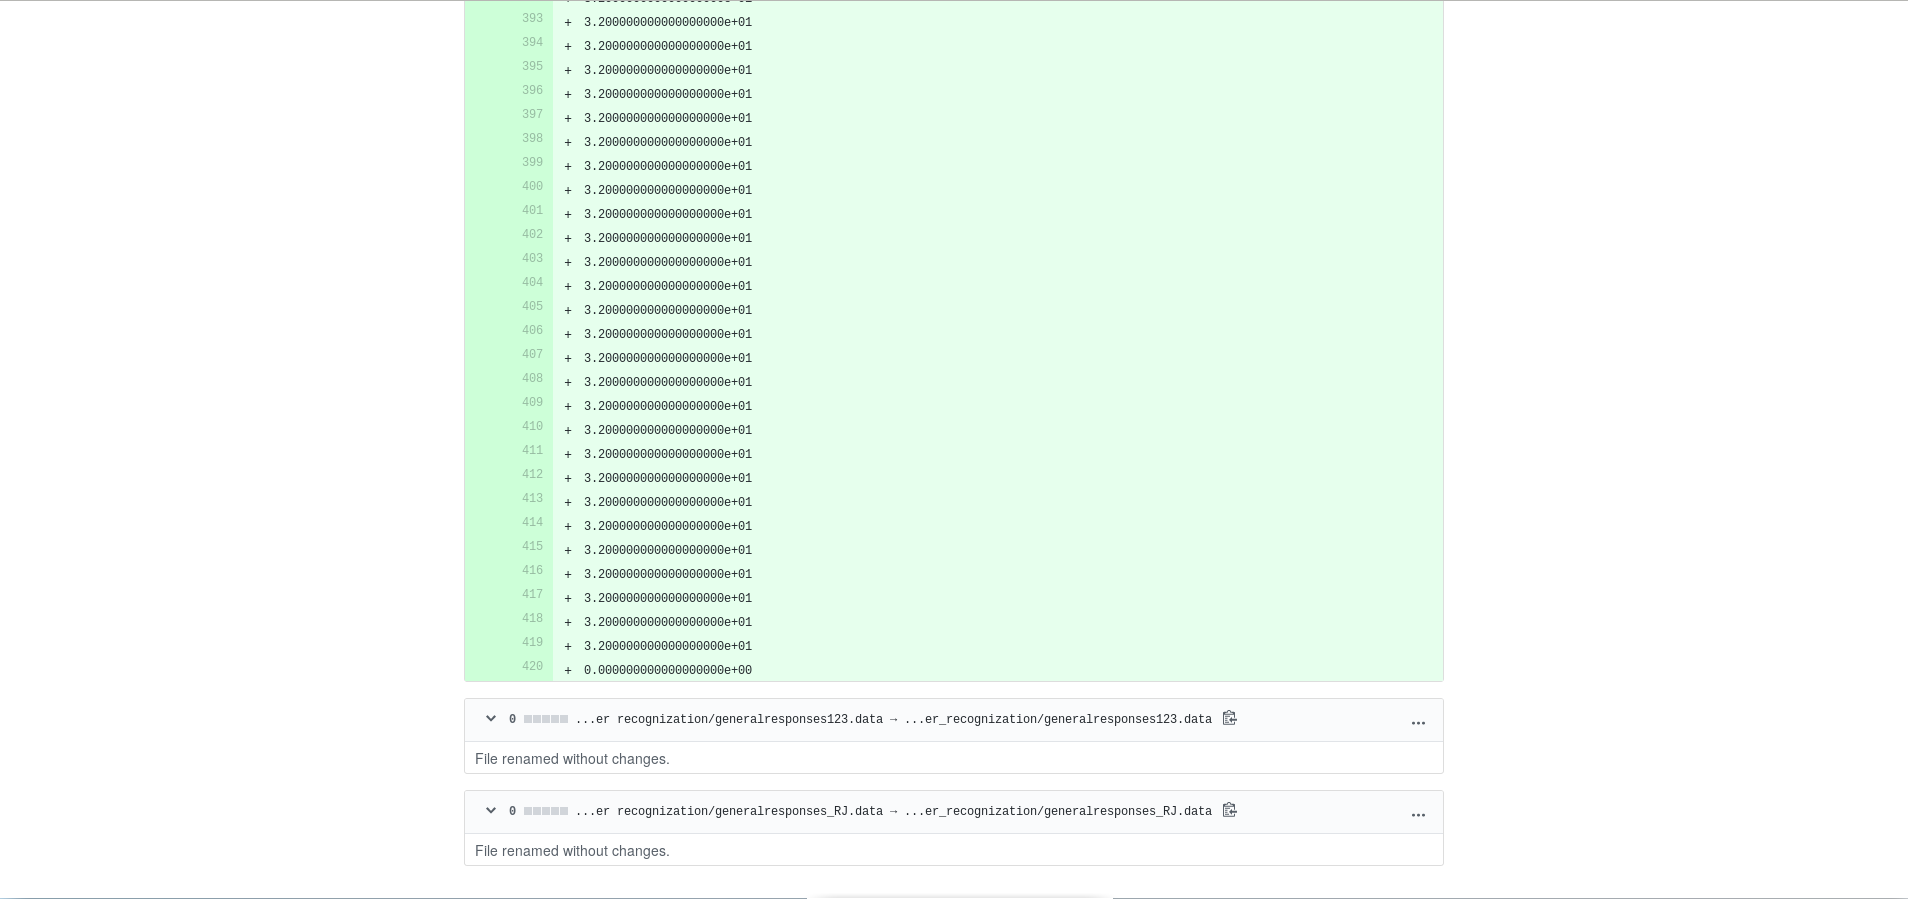 393 + 3.200000000000000000e+01
394 + 3.200000000000000000e+01
395 + 3.200000000000000000e+01
396 + 3.200000000000000000e+01
397 + 3.200000000000000000e+01
398 + 3.200000000000000000e+01
399 + 3.200000000000000000e+01
400 + 3.200000000000000000e+01
401 + 3.200000000000000000e+01
402 + 3.200000000000000000e+01
403 + 3.200000000000000000e+01
404 + 3.200000000000000000e+01
405 + 3.200000000000000000e+01
406 + 3.200000000000000000e+01
407 + 3.200000000000000000e+01
408 + 3.200000000000000000e+01
409 + 3.200000000000000000e+01
410 + 3.200000000000000000e+01
411 + 3.200000000000000000e+01
412 + 3.200000000000000000e+01
413 + 3.200000000000000000e+01
414 + 3.200000000000000000e+01
415 + 3.200000000000000000e+01
416 + 3.200000000000000000e+01
417 + 3.200000000000000000e+01
418 + 3.200000000000000000e+01
419 + 3.200000000000000000e+01
420 + 0.000000000000000000e+00
0 ...er recognization/generalresponses123.data → ...er_recognization/generalresponses123.data
File renamed without changes.
0 ...er recognization/generalresponses_RJ.data → ...er_recognization/generalresponses_RJ.data
File renamed without changes.